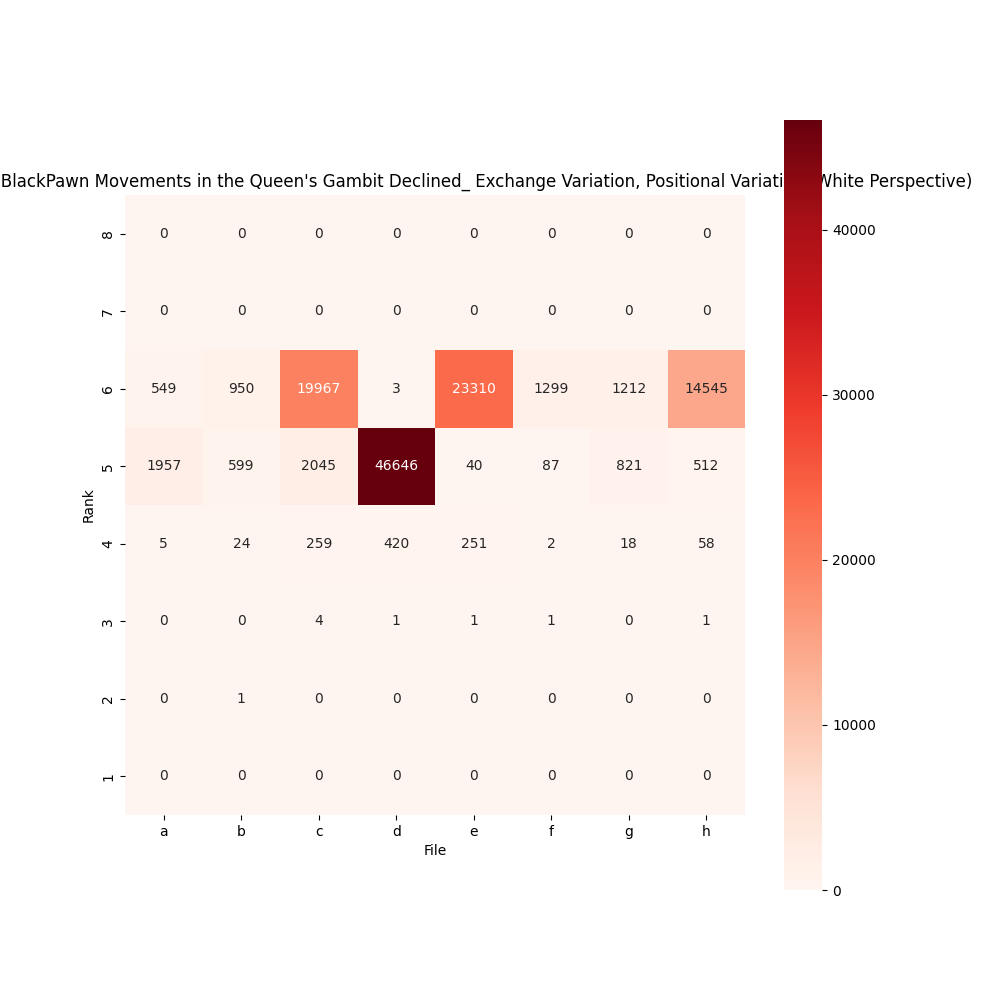 BlackPawn Movements in the Queen's Gambit Declined_ Exchange Variation, Positional Variati White Perspective)
8 0 0 0 0 0 0 0 0
7 0 0 0 0 0 0 0 0
6 549 950 19967 3 23310 1299 1212 14545
5 1957 599 2045 46646 40 87 821 512
4 5 24 259 420 251 2 18 58
3 0 0 4 1 1 1 0 1
2 0 1 0 0 0 0 0 0
1 0 0 0 0 0 0 0 0
a b c d e f g h
File
Rank
40000
30000
20000
10000
0